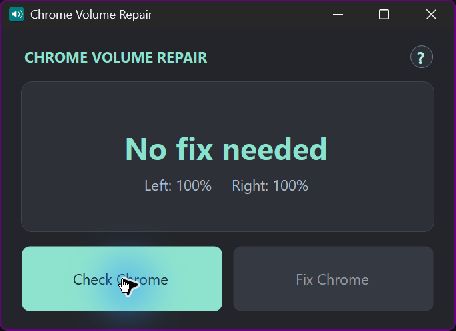 Chrome Volume Repair
CHROME VOLUME REPAIR ?
No fix needed
Left: 100% Right: 100%
Check Chrome Fix Chrome